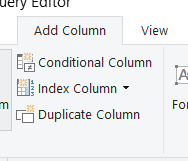 uery Editor
Add Column View
Conditional Column
Index Column
Duplicate Column